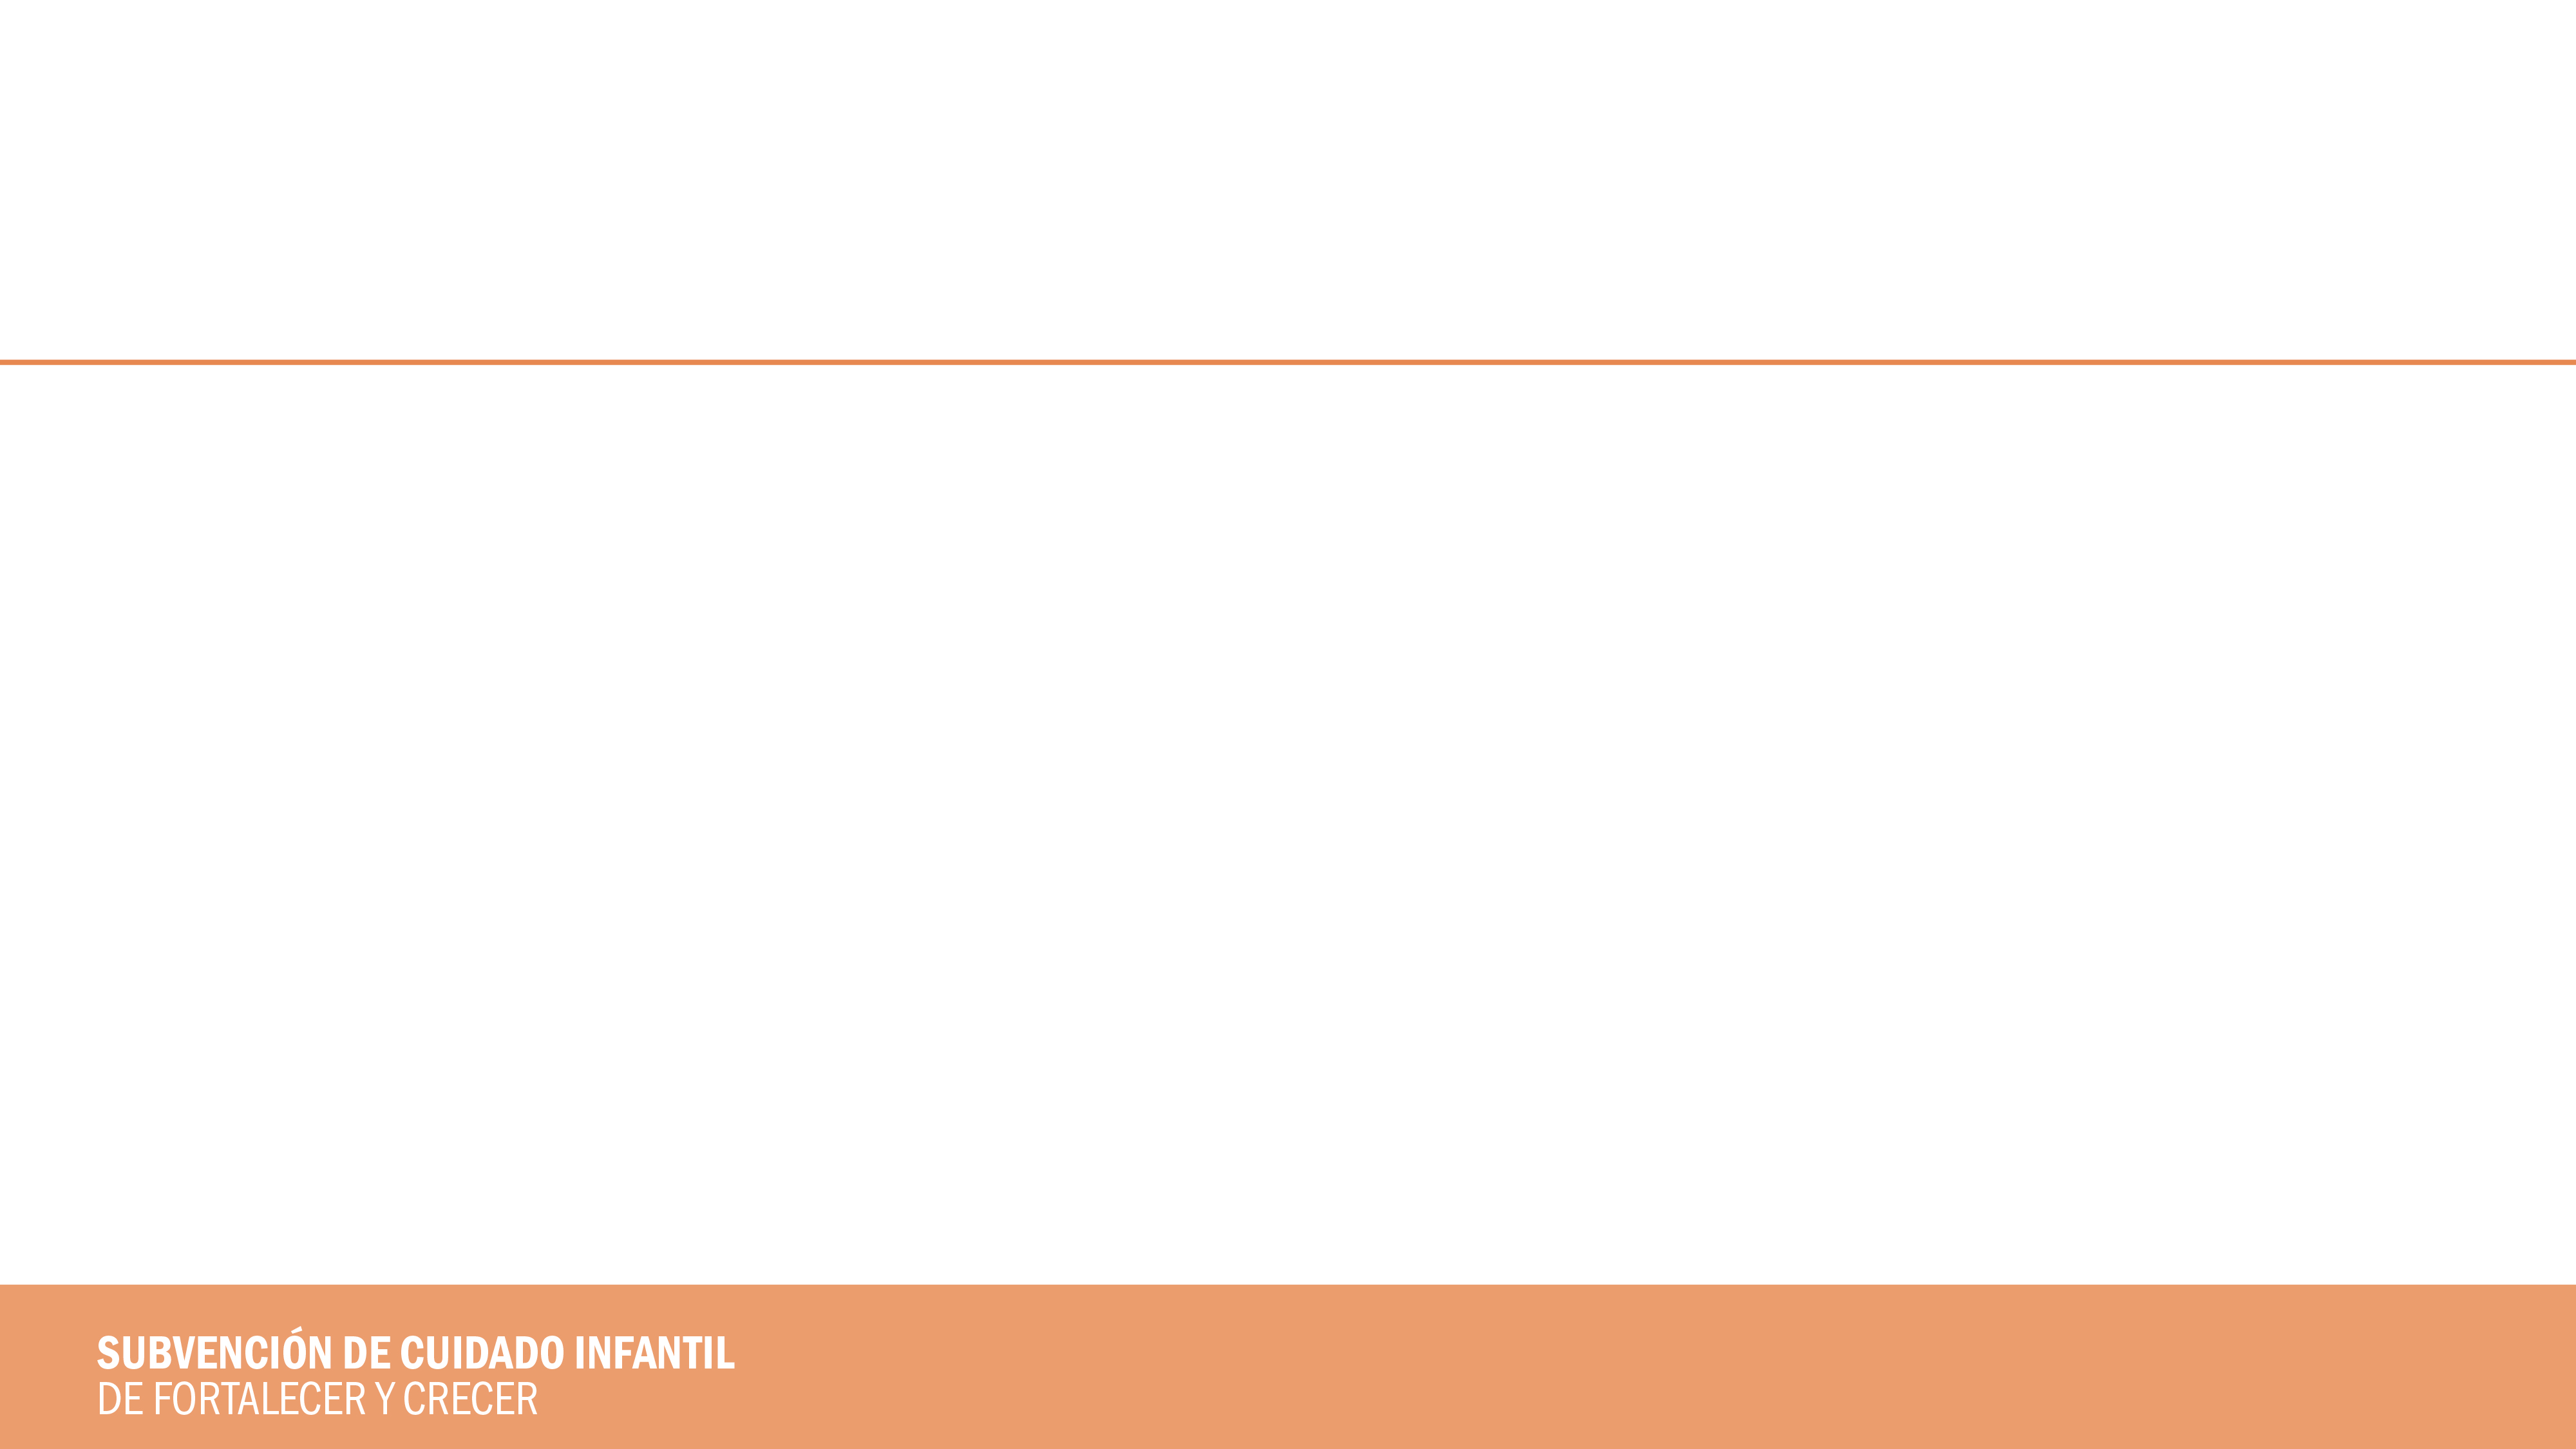 SUBVENCIÓN DE CUIDADO INFANTIL
DE FORTALECER Y CRECER